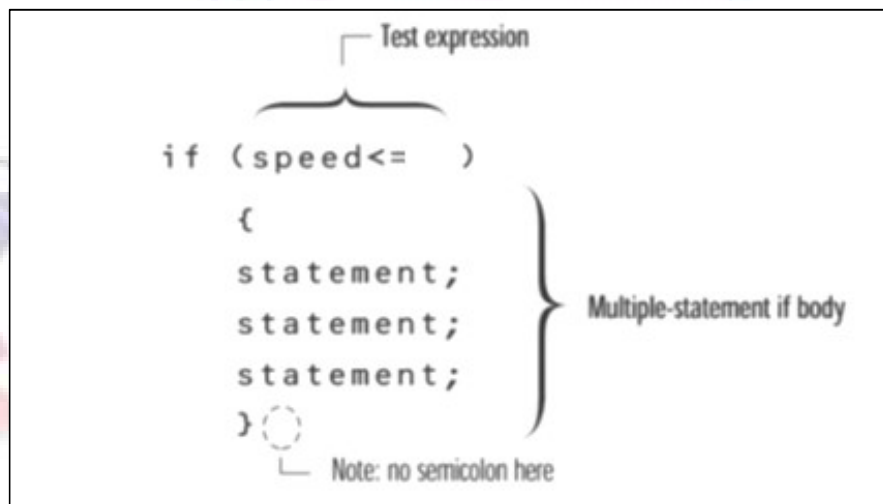 Test expression
if (speed<= )
{
statement;
statement;
statement;
}
Multiple-statement if body
Note: no semicolon here